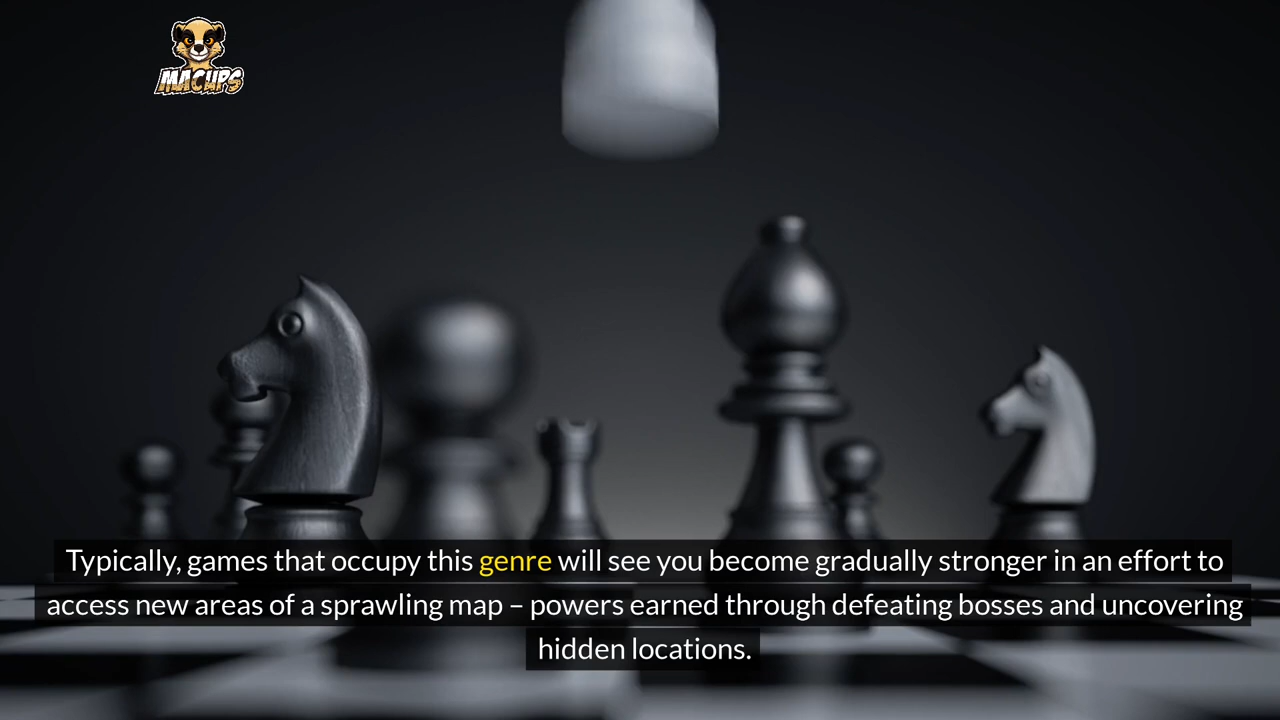 MACUPS
Typically, games that occupy this genre will see you become gradually stronger in an effort to
access new areas of a sprawling map – powers earned through defeating bosses and uncovering
hidden locations.